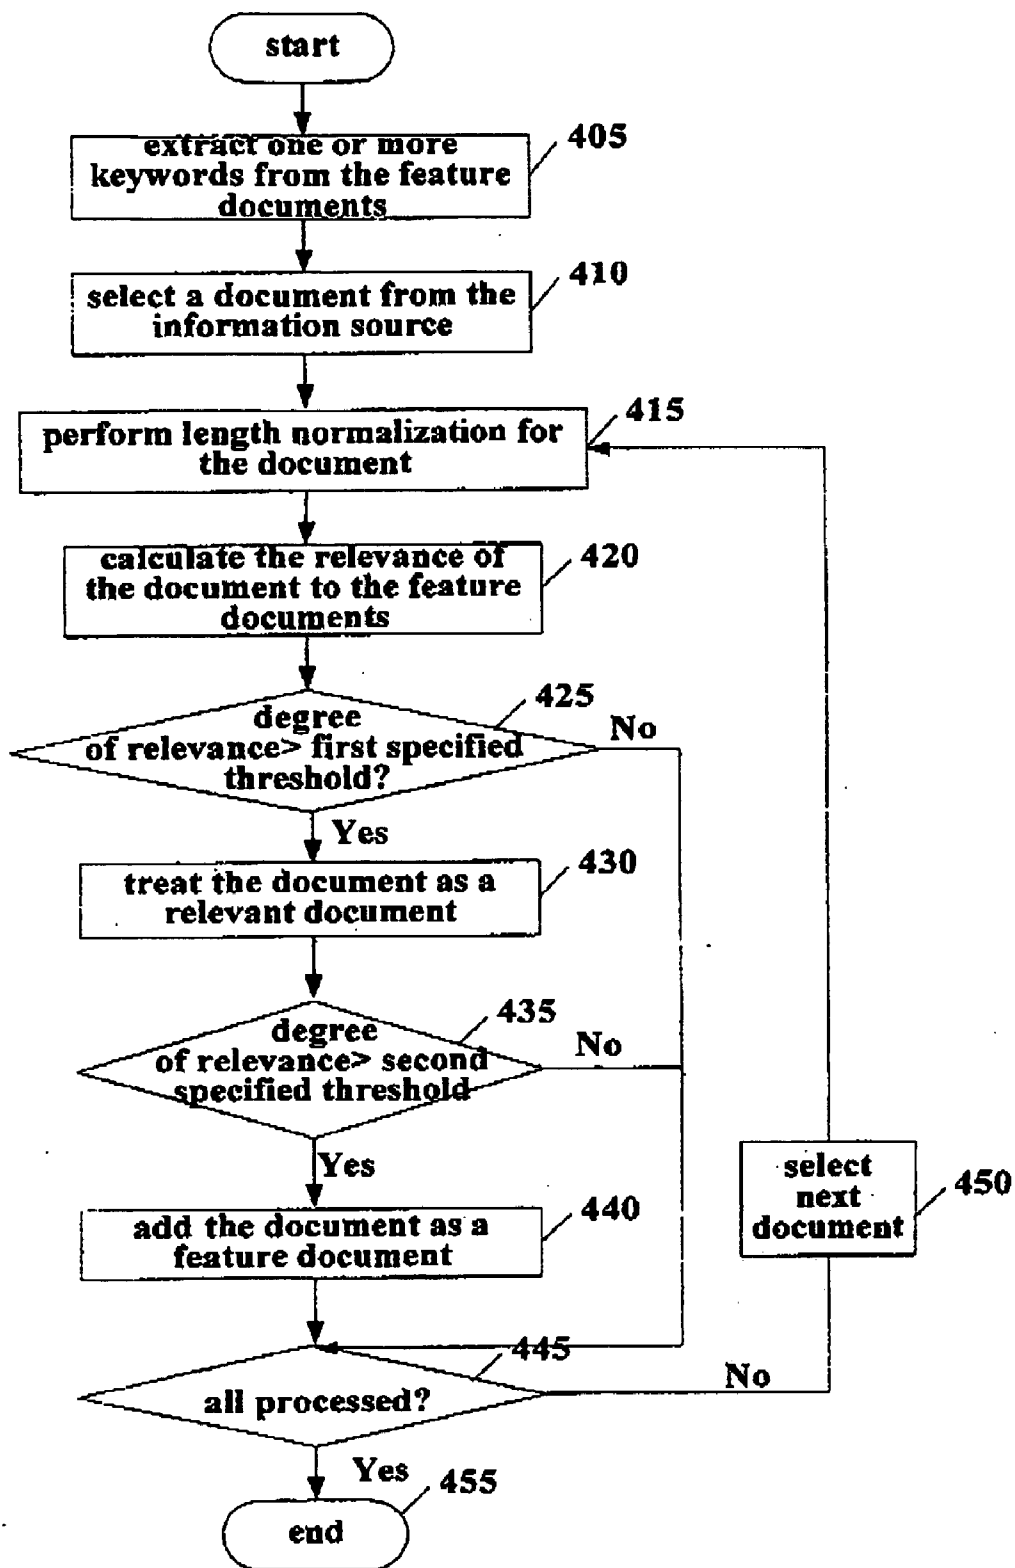 start
extract one or more
keywords from the feature
documents
405
select a document from the
information source
410
perform length normalization for
the document
415
calculate the relevance of
the document to the feature
documents
420
degree
of relevance> first specified
threshold?
425
No
Yes
treat the document as a
relevant document
430
degree
of relevance> second
specified threshold
435
No
Yes
add the document as a
feature document
440
select
next
document
450
all processed?
445
No
Yes
end
455